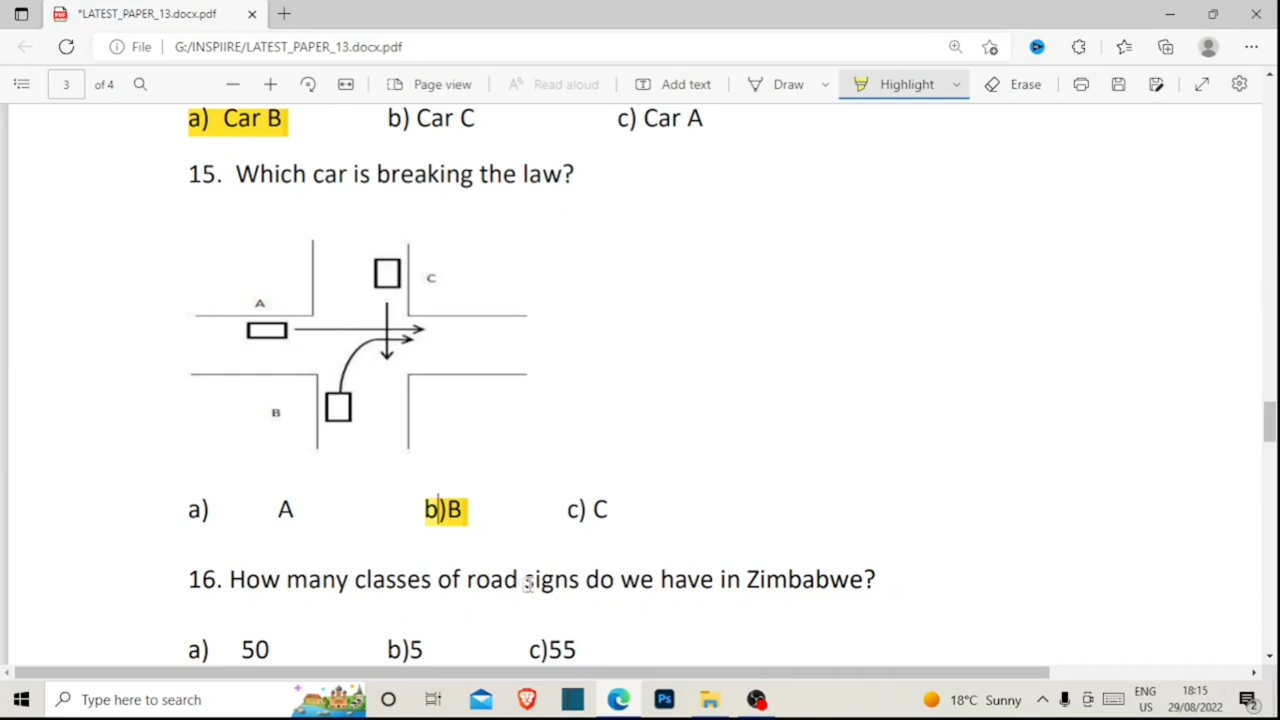 *LATEST_PAPER_13.docx.pdf
File G:/INSPIIRE/LATEST_PAPER_13.docx.pdf
3 of 4 Page view Read aloud Add text Draw Highlight Erase
a) Car B b) Car C c) Car A
15. Which car is breaking the law?
C
A
B
a) A b)B c) C
16. How many classes of road signs do we have in Zimbabwe?
a) 50 b)5 c)55
Type here to search Ps 18°C Sunny ENG 18:15
US 29/08/2022 2